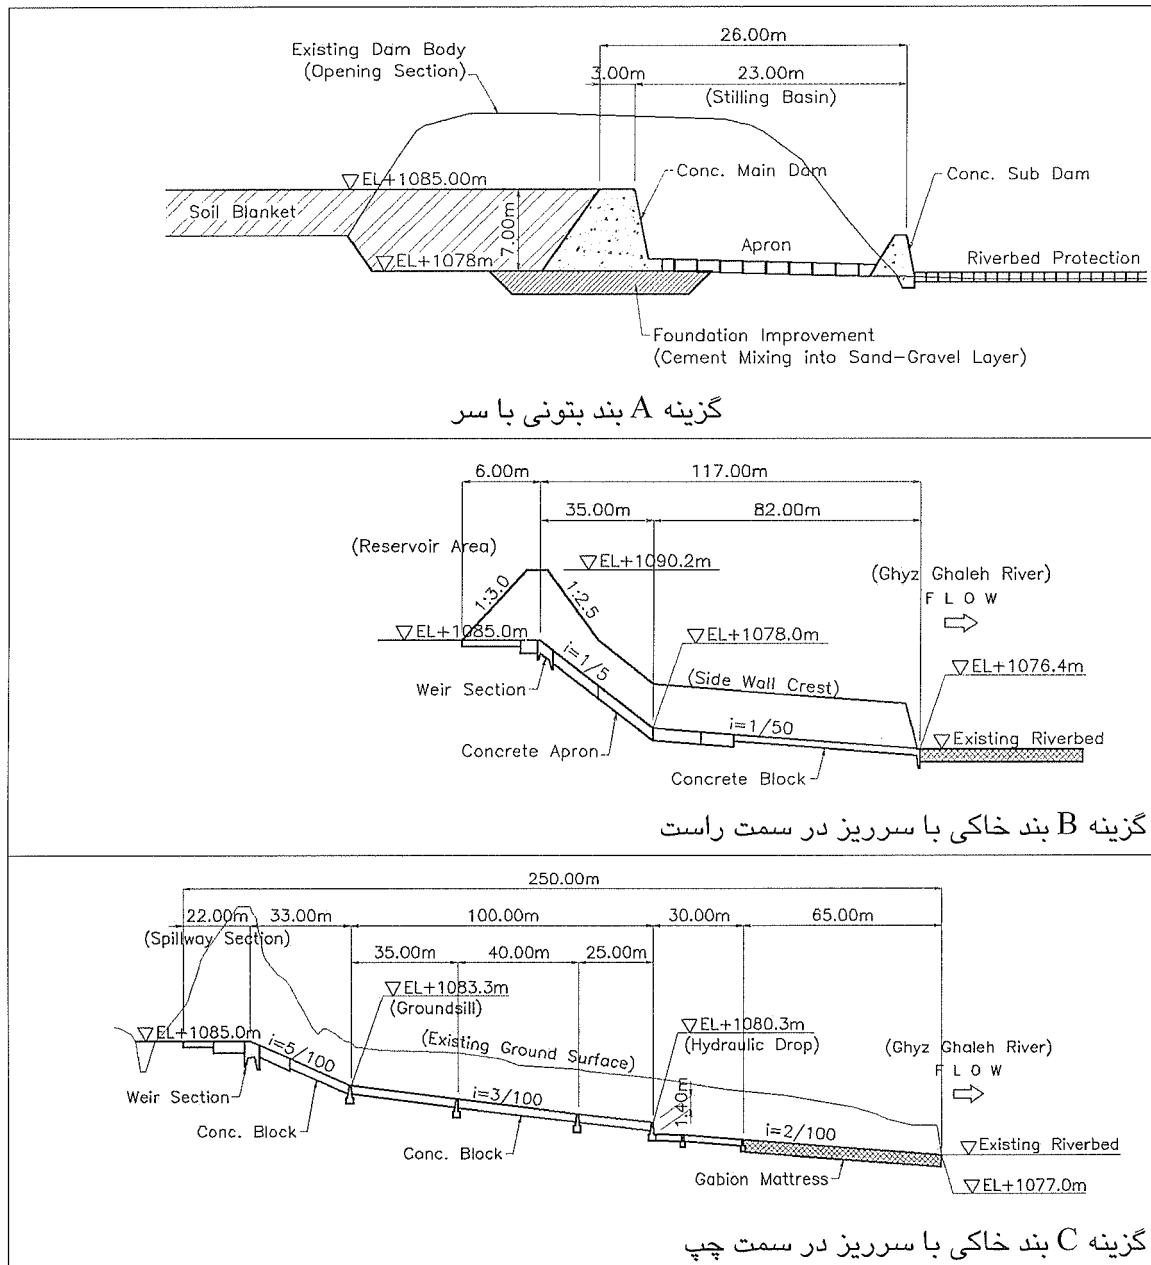 26.00m
Existing Dam Body
(Opening Section)
3.00m
23.00m
(Stilling Basin)
Conc. Main Dam
Conc. Sub Dam
EL+1085.00m
Soil Blanket
7.00m
Apron
EL+1078m
Riverbed Protection
Foundation Improvement
(Cement Mixing into Sand-Gravel Layer)
گزینه A بند بتونی با سر
6.00m
117.00m
35.00m
82.00m
(Reservoir Area)
EL+1090.2m
(Ghyz Ghaleh River)
F L O W
1:3.0
1:2.5
EL+1085.0m
EL+1078.0m
i=1/5
EL+1076.4m
Weir Section
(Side Wall Crest)
i=1/50
Existing Riverbed
Concrete Apron
Concrete Block
گزینه B بند خاکی با سرریز در سمت راست
250.00m
22.00m
33.00m
100.00m
30.00m
65.00m
(Spillway Section)
35.00m
40.00m
25.00m
EL+1083.3m
(Groundsill)
EL+1085.0m
i=5/100
(Existing Ground Surface)
EL+1080.3m
(Hydraulic Drop)
(Ghyz Ghaleh River)
F L O W
1.40m
Weir Section
i=3/100
i=2/100
Conc. Block
Conc. Block
Existing Riverbed
Gabion Mattress
EL+1077.0m
گزینه C بند خاکی با سرریز در سمت چپ